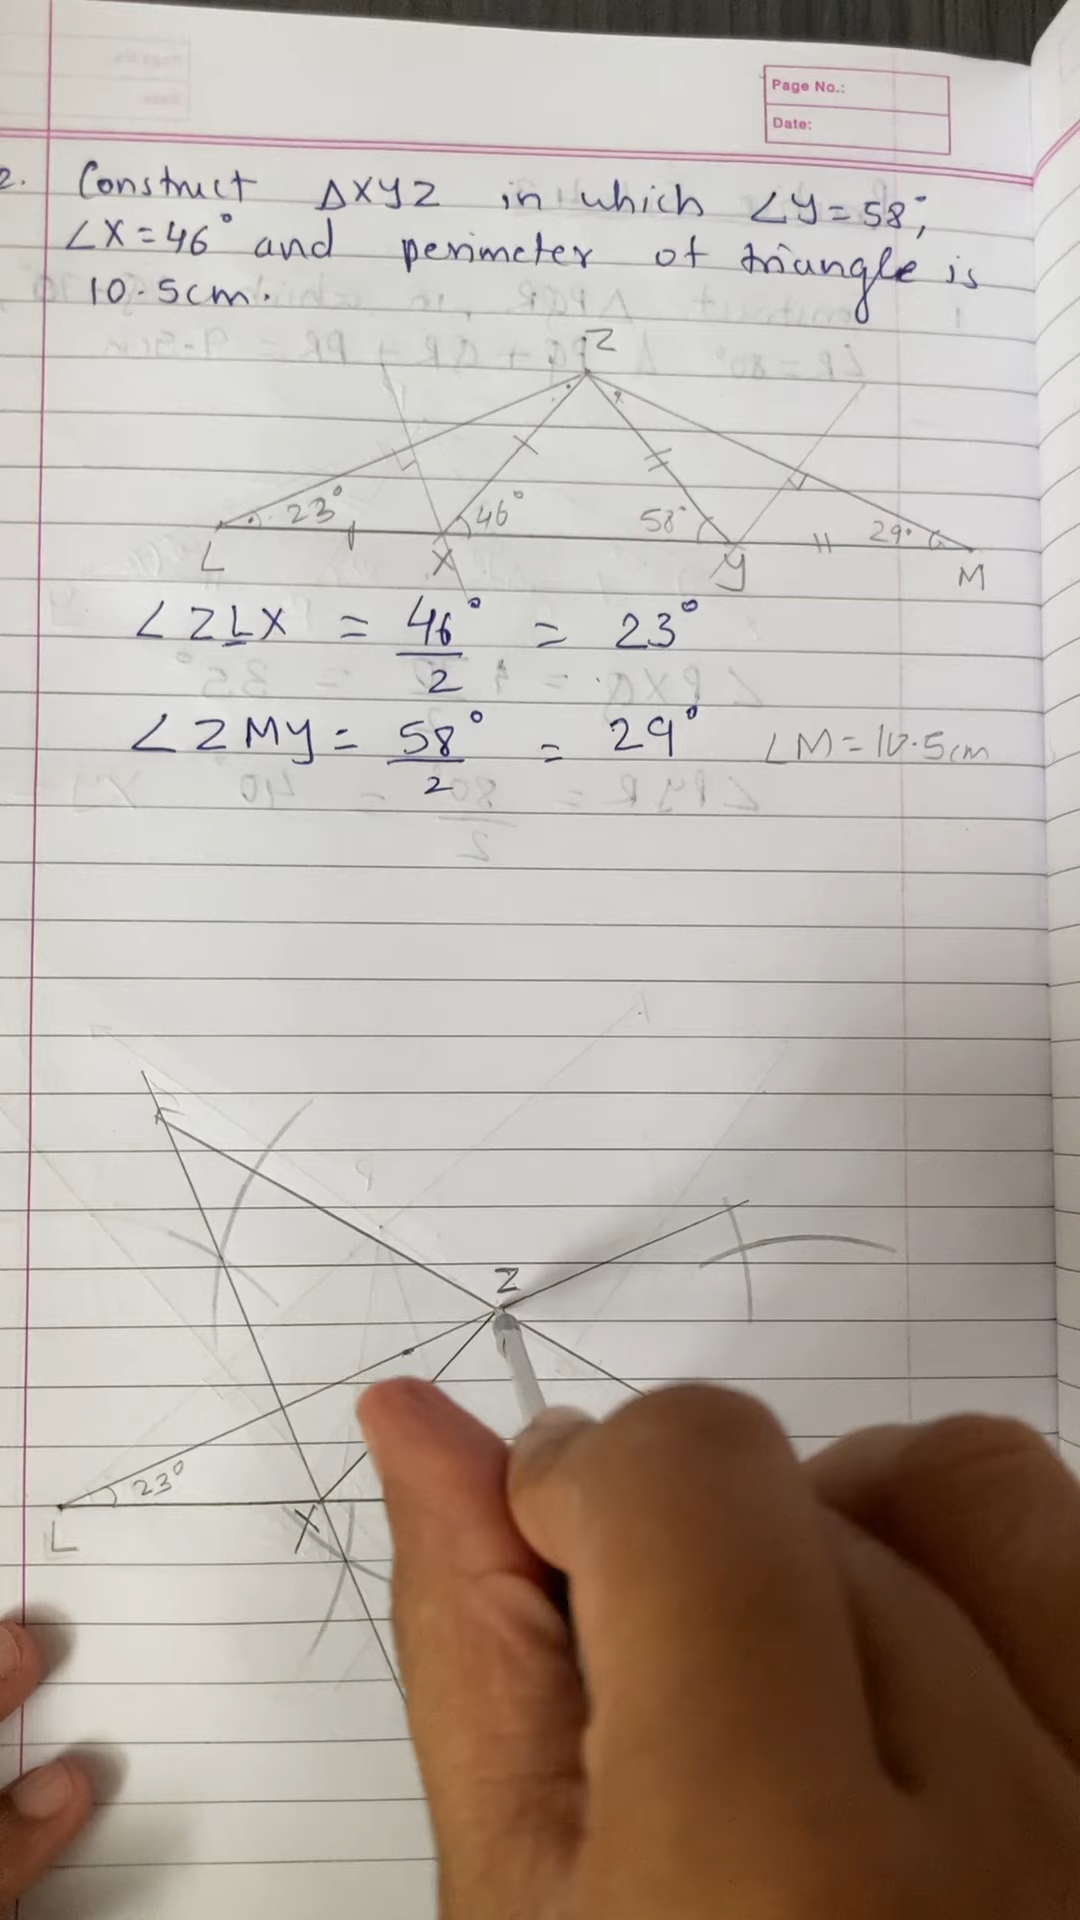 Page No.:
Date:
2. Construct ΔXYZ in which ∠Y=58°,
∠X=46° and perimeter of triangle is
10.5cm.
Z
23° 46° 58° 29°
L X Y M
∠ZLX = 46°/2 = 23°
∠ZMY = 58°/2 = 29° LM=10.5cm
Z
23°
L X